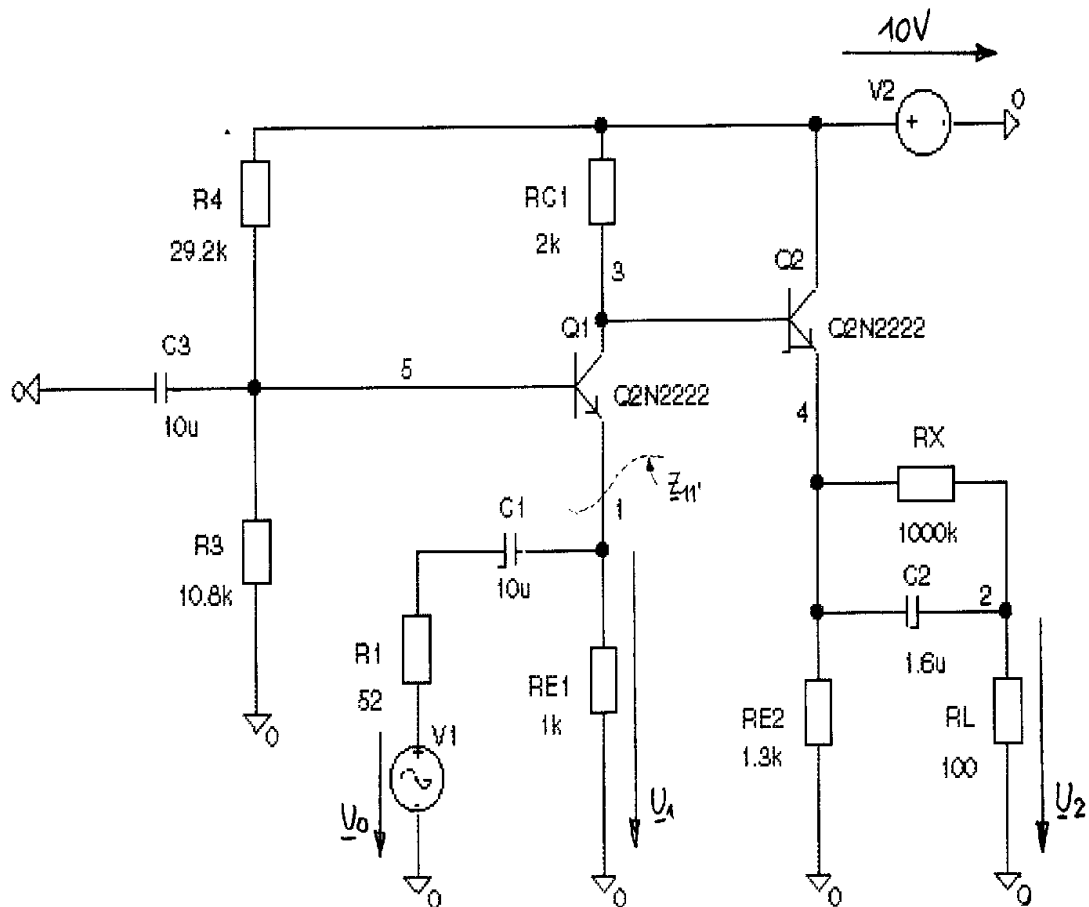 10V
V2
0
R4
29.2k
RC1
2k
3
Q2
Q2N2222
C3
10u
0
5
Q1
Q2N2222
4
RX
1000k
Z11'
1
C1
10u
R3
10.8k
C2
1.6u
2
R1
52
V1
RE1
1k
RE2
1.3k
RL
100
U0
U1
U2
0
0
0
0
0